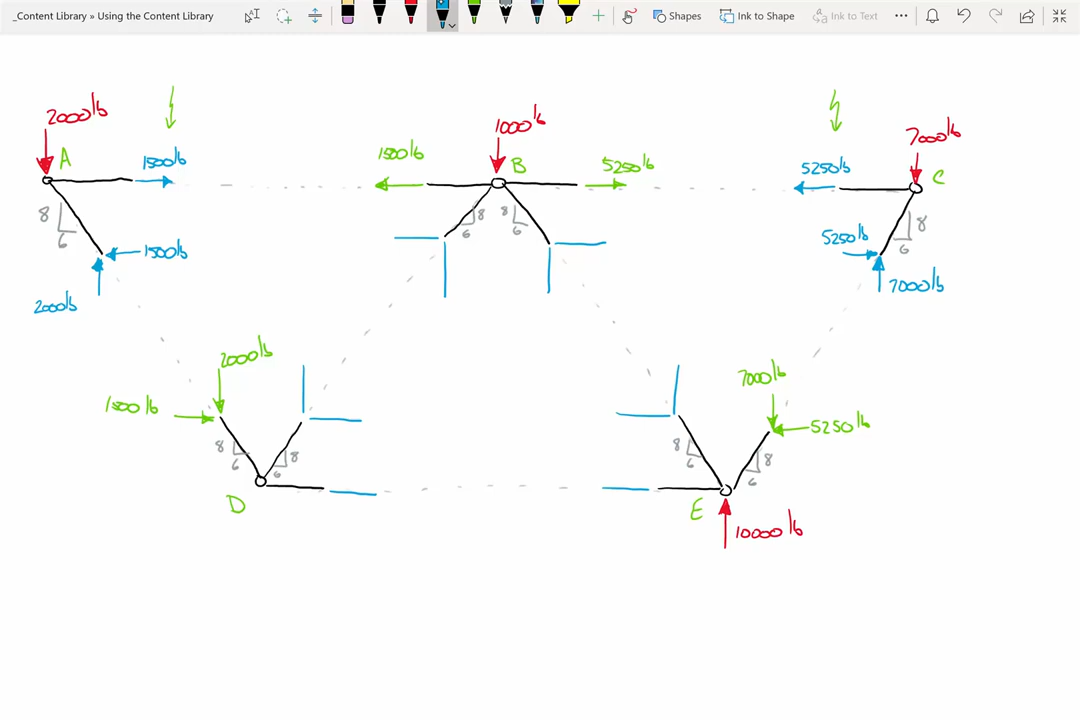 _Content Library » Using the Content Library
Shapes
Ink to Shape
Ink to Text
2000 lb
A
1500 lb
8
6
1500 lb
2000 lb
1000 lb
1500 lb
B
5250 lb
8
6
8
6
7000 lb
5250 lb
C
8
5250 lb
6
7000 lb
2000 lb
1500 lb
8
6
8
6
D
7000 lb
5250 lb
8
6
8
6
E
10000 lb